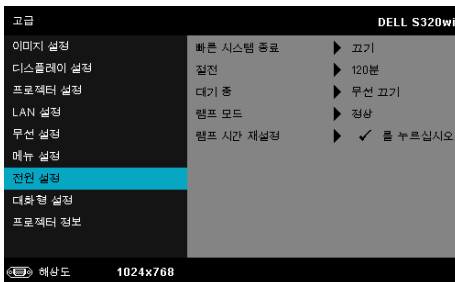 고급 DELL S320wi
이미지 설정
디스플레이 설정
프로젝터 설정
LAN 설정
무선 설정
메뉴 설정
전원 설정
대화형 설정
프로젝터 정보
빠른 시스템 종료 ▶ 끄기
절전 ▶ 120분
대기 중 ▶ 무선 끄기
램프 모드 ▶ 정상
램프 시간 재설정 ▶ ✓ 를 누르십시오
해상도 1024x768